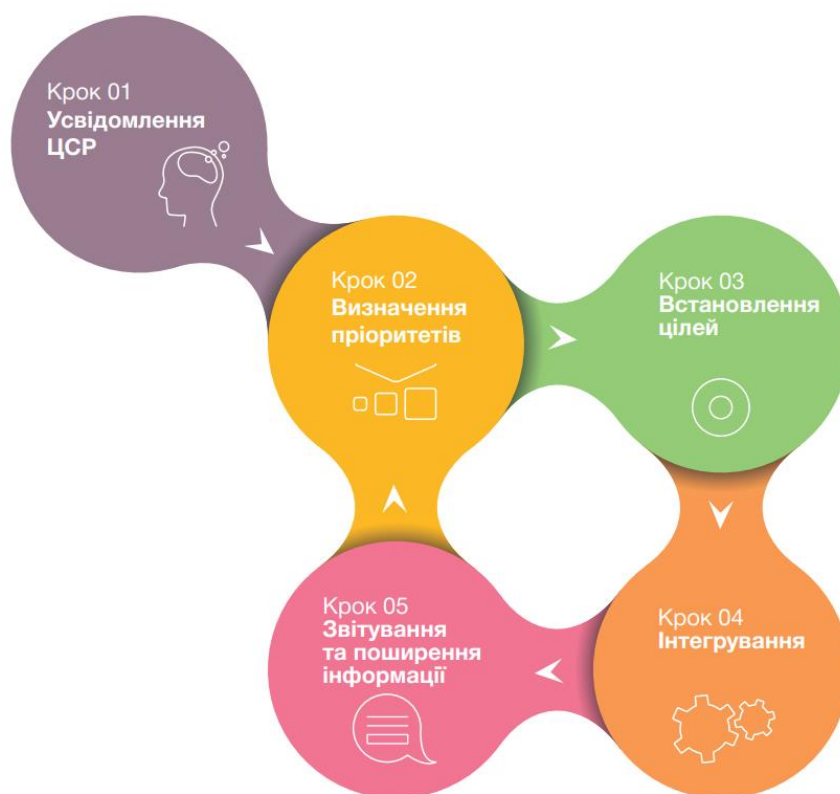 Крок 01
Усвідомлення
ЦСР
Крок 02
Визначення
пріоритетів
Крок 03
Встановлення
цілей
Крок 04
Інтегрування
Крок 05
Звітування
та поширення
інформації